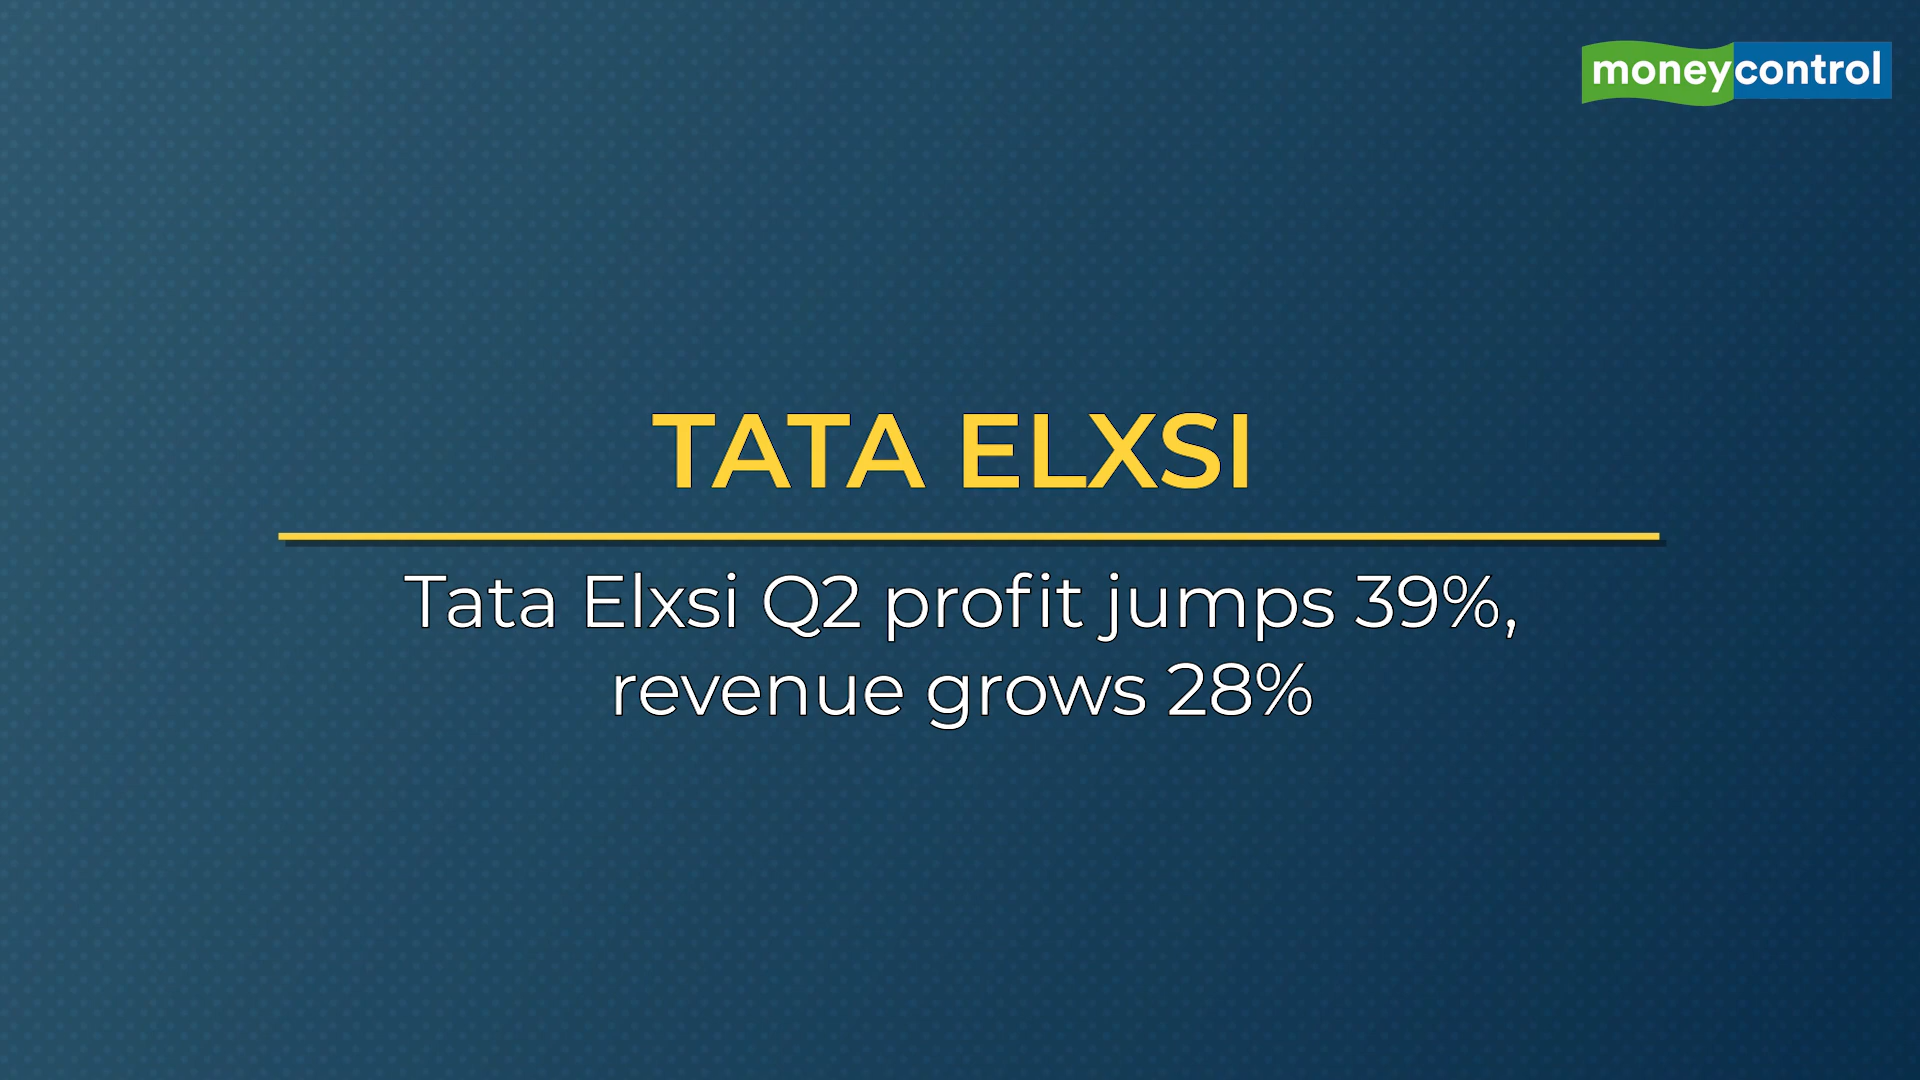 moneycontrol
TATA ELXSI
Tata Elxsi Q2 profit jumps 39%,
revenue grows 28%